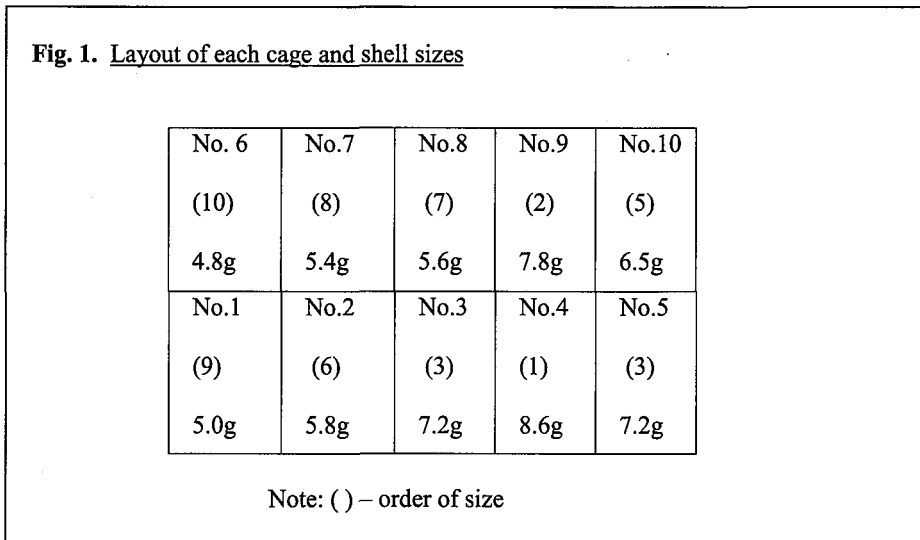 Fig. 1. Layout of each cage and shell sizes
No. 6 No.7 No.8 No.9 No.10
(10) (8) (7) (2) (5)
4.8g 5.4g 5.6g 7.8g 6.5g
No.1 No.2 No.3 No.4 No.5
(9) (6) (3) (1) (3)
5.0g 5.8g 7.2g 8.6g 7.2g
Note: ( ) – order of size